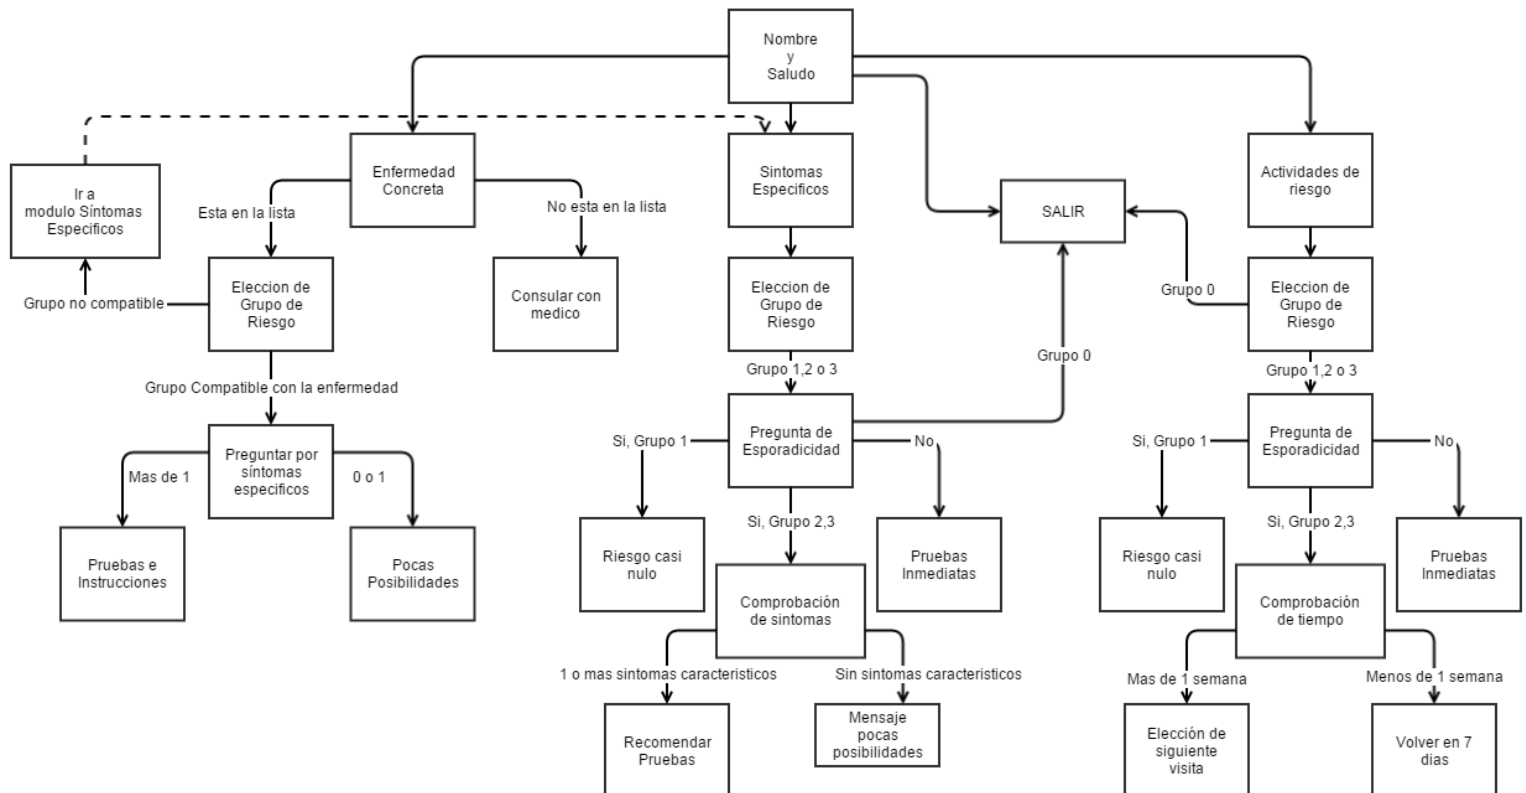 Nombre
y
Saludo
Ir a
modulo Síntomas
Especificos
Enfermedad
Concreta
Sintomas
Especificos
SALIR
Actividades de
riesgo
Esta en la lista
No esta en la lista
Grupo no compatible
Eleccion de
Grupo de
Riesgo
Consular con
medico
Eleccion de
Grupo de
Riesgo
Grupo 0
Eleccion de
Grupo de
Riesgo
Grupo 0
Grupo Compatible con la enfermedad
Grupo 1,2 o 3
Grupo 1,2 o 3
Mas de 1
Preguntar por
síntomas
especificos
0 o 1
Si, Grupo 1
Pregunta de
Esporadicidad
No
Si, Grupo 1
Pregunta de
Esporadicidad
No
Si, Grupo 2,3
Si, Grupo 2,3
Pruebas e
Instrucciones
Pocas
Posibilidades
Riesgo casi
nulo
Pruebas
Inmediatas
Riesgo casi
nulo
Pruebas
Inmediatas
Comprobación
de sintomas
Comprobación
de tiempo
1 o mas sintomas caracteristicos
Sin sintomas caracteristicos
Mas de 1 semana
Menos de 1 semana
Recomendar
Pruebas
Mensaje
pocas
posibilidades
Elección de
siguiente
visita
Volver en 7
dias